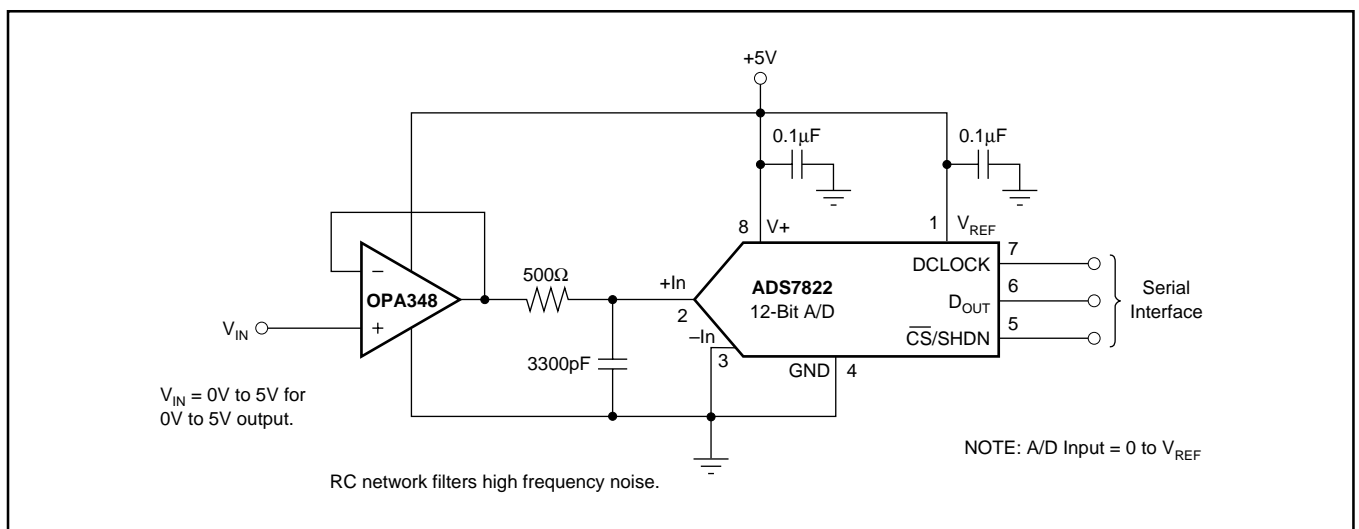 +5V
0.1µF
0.1µF
8 V+
1 V_REF
7
DCLOCK
500Ω
+In
ADS7822
6
–
OPA348
12-Bit A/D
D_OUT
Serial
Interface
V_IN
+
2
–In
5
C̅S̅/SHDN
3300pF
3
GND 4
V_IN = 0V to 5V for
0V to 5V output.
NOTE: A/D Input = 0 to V_REF
RC network filters high frequency noise.